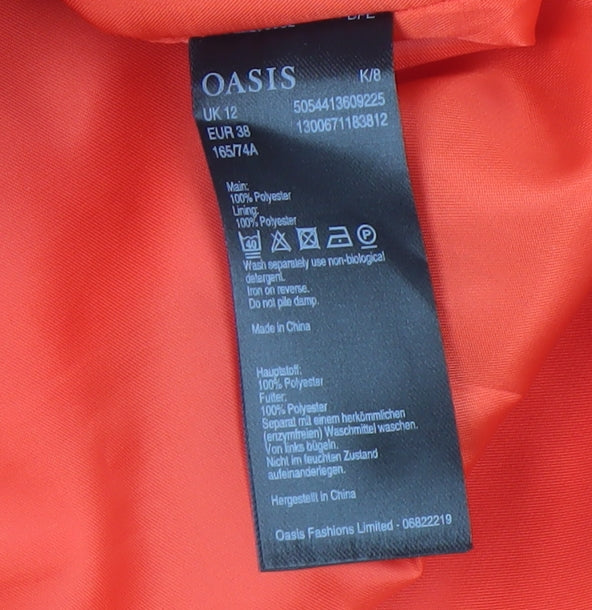 OASIS K/8
UK 12 5054413609225
EUR 38 1300671183812
165/74A
Main:
100% Polyester
Lining:
100% Polyester
40 P
Wash separately use non-biological
detergent.
Iron on reverse.
Do not pile damp.
Made in China
Hauptstoff:
100% Polyester
Futter:
100% Polyester
Separat mit einem herkömmlichen
(enzymfreien) Waschmittel waschen.
Von links bügeln.
Nicht im feuchten Zustand
aufeinanderlegen.
Hergestellt in China
Oasis Fashions Limited - 06822219